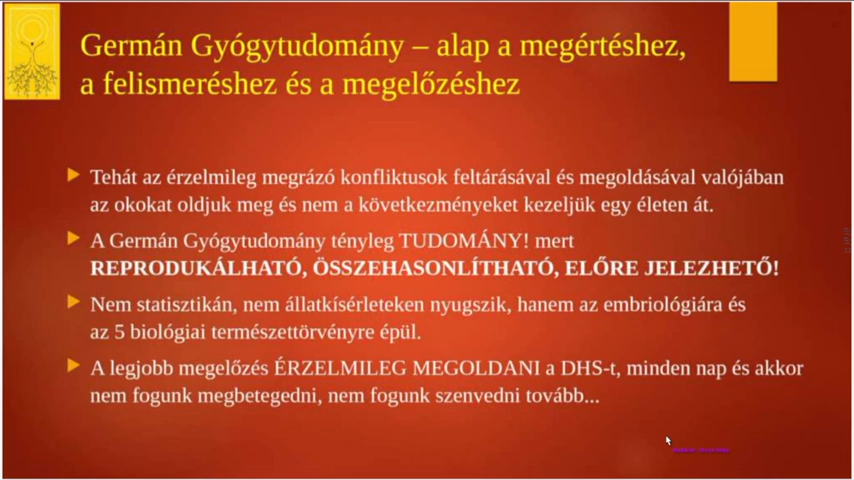 Germán Gyógytudomány – alap a megértéshez,
a felismeréshez és a megelőzéshez
Tehát az érzelmileg megrázó konfliktusok feltárásával és megoldásával valójában
az okokat oldjuk meg és nem a következményeket kezeljük egy életen át.
A Germán Gyógytudomány tényleg TUDOMÁNY! mert
REPRODUKÁLHATÓ, ÖSSZEHASONLÍTHATÓ, ELŐRE JELEZHETŐ!
Nem statisztikán, nem állatkísérleteken nyugszik, hanem az embriológiára és
az 5 biológiai természettörvényre épül.
A legjobb megelőzés ÉRZELMILEG MEGOLDANI a DHS-t, minden nap és akkor
nem fogunk megbetegedni, nem fogunk szenvedni tovább...